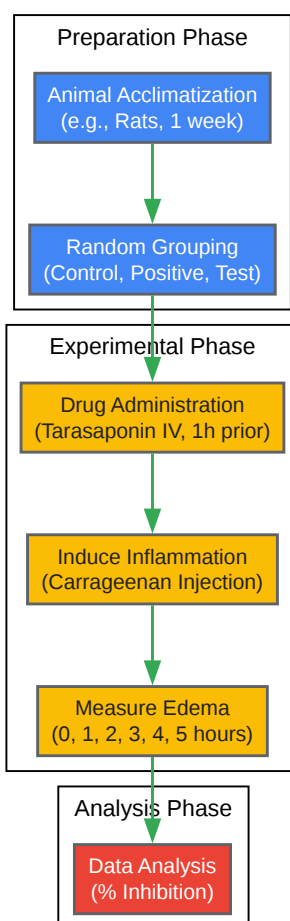 Preparation Phase
Animal Acclimatization
(e.g., Rats, 1 week)
Random Grouping
(Control, Positive, Test)
Experimental Phase
Drug Administration
(Tarasaponin IV, 1h prior)
Induce Inflammation
(Carrageenan Injection)
Measure Edema
(0, 1, 2, 3, 4, 5 hours)
Analysis Phase
Data Analysis
(% Inhibition)